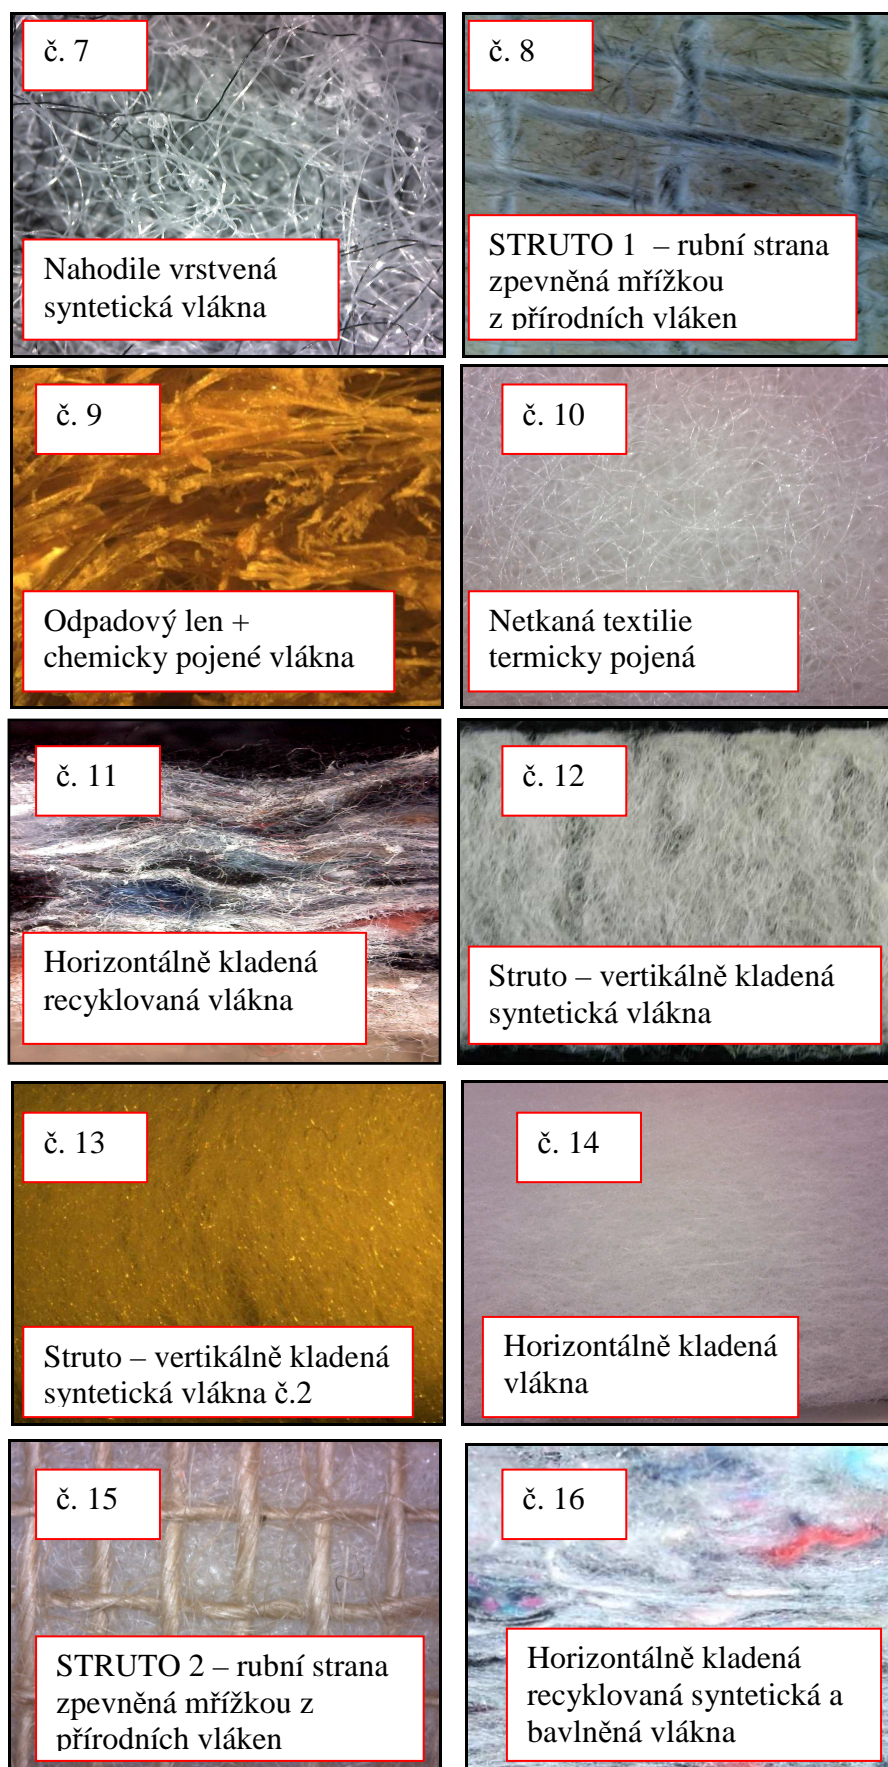 č. 7
Nahodile vrstvená
syntetická vlákna
č. 8
STRUTO 1 – rubní strana
zpevněná mřížkou
z přírodních vláken
č. 9
Odpadový len +
chemicky pojené vlákna
č. 10
Netkaná textilie
termicky pojená
č. 11
Horizontálně kladená
recyklovaná vlákna
č. 12
Struto – vertikálně kladená
syntetická vlákna
č. 13
Struto – vertikálně kladená
syntetická vlákna č.2
č. 14
Horizontálně kladená
vlákna
č. 15
STRUTO 2 – rubní strana
zpevněná mřížkou z
přírodních vláken
č. 16
Horizontálně kladená
recyklovaná syntetická a
bavlněná vlákna